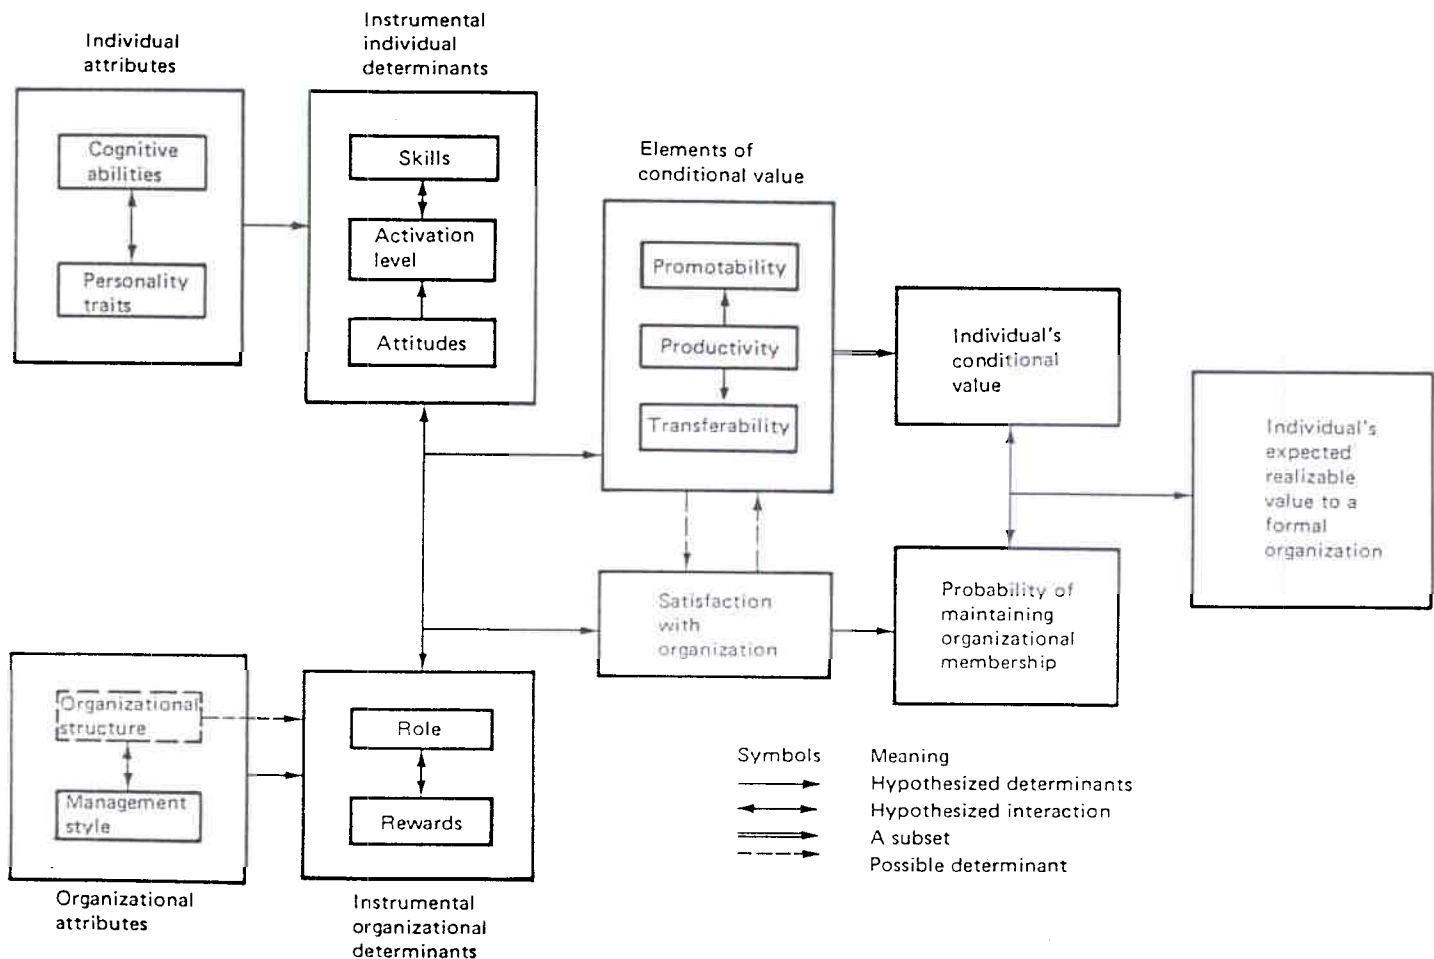 Individual
attributes
Cognitive
abilities
Personality
traits
Instrumental
individual
determinants
Skills
Activation
level
Attitudes
Elements of
conditional value
Promotability
Productivity
Transferability
Individual's
conditional
value
Individual's
expected
realizable
value to a
formal
organization
Satisfaction
with
organization
Probability of
maintaining
organizational
membership
Organizational
structure
Management
style
Organizational
attributes
Role
Rewards
Instrumental
organizational
determinants
Symbols Meaning
Hypothesized determinants
Hypothesized interaction
A subset
Possible determinant